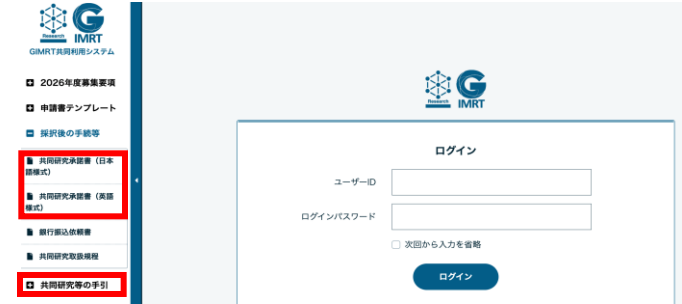 Research IMRT
GIMRT共同利用システム
2026年度募集要項
申請書テンプレート
採択後の手続等
共同研究承諾書（日本
語様式）
共同研究承諾書（英語
様式）
銀行振込依頼書
共同研究取扱規程
共同研究等の手引
Research IMRT
ログイン
ユーザーID
ログインパスワード
次回から入力を省略
ログイン